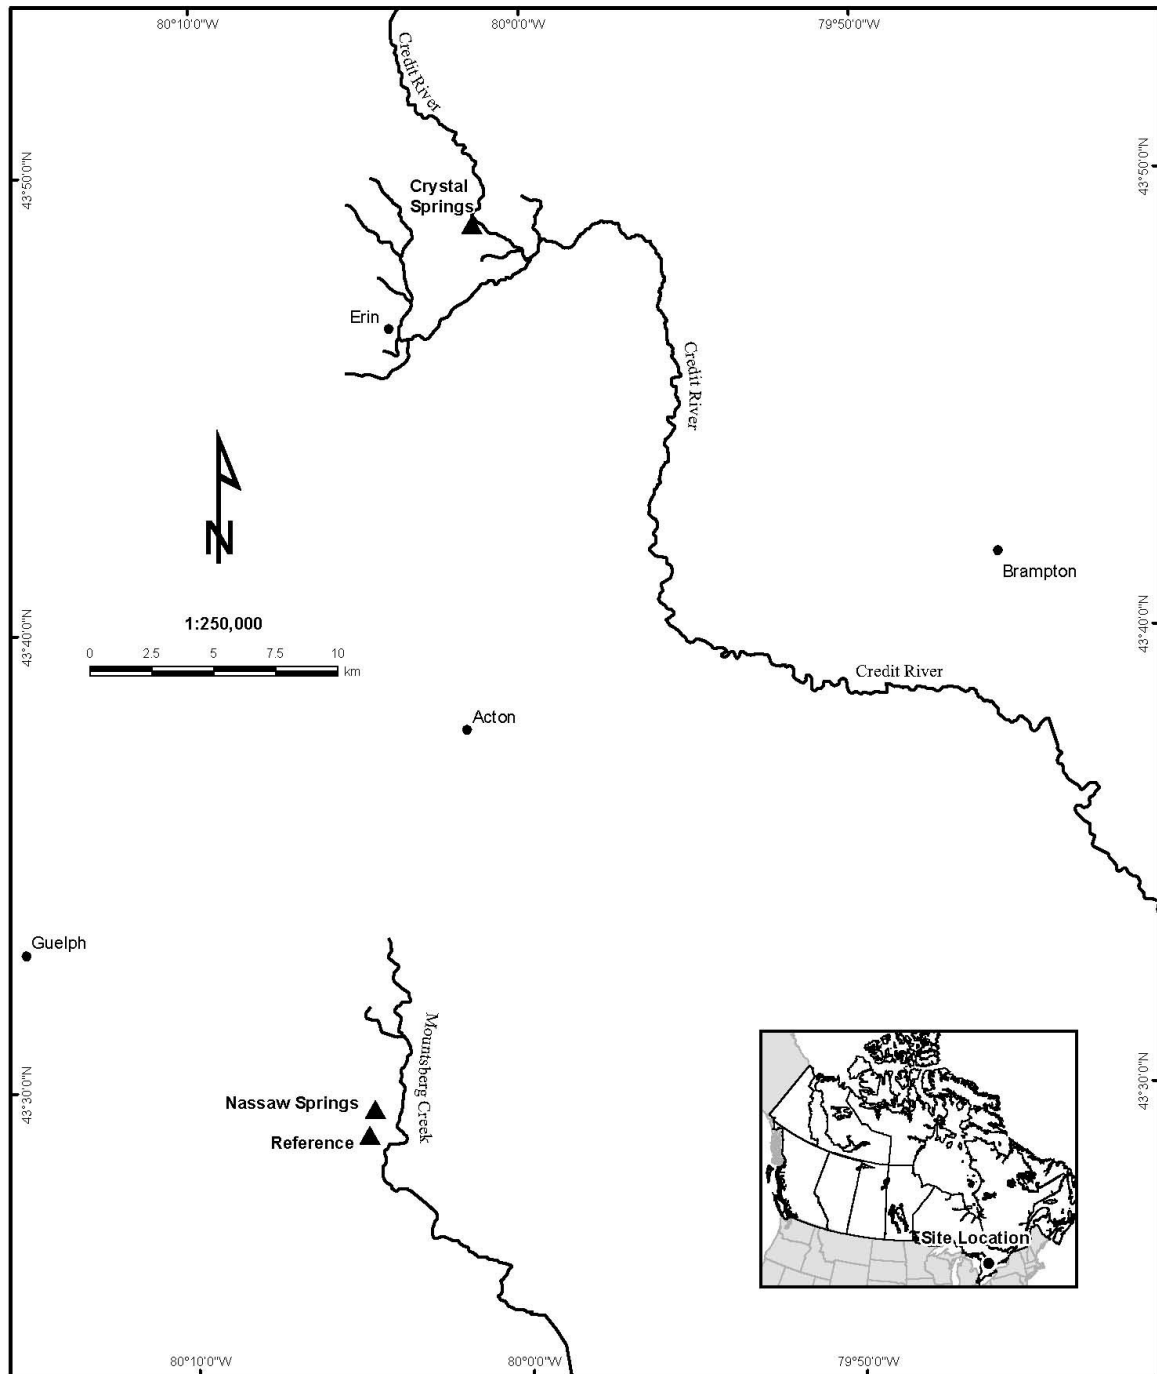 80°10'0"W
80°0'0"W
79°50'0"W
Credit River
43°50'0"N
43°50'0"N
Crystal
Springs
Erin
Credit River
N
Brampton
1:250,000
43°40'0"N
43°40'0"N
0 2.5 5 7.5 10
km
Credit River
Acton
Guelph
Mountsberg Creek
43°30'0"N
43°30'0"N
Nassaw Springs
Reference
TSite Location
80°10'0"W
80°0'0"W
79°50'0"W